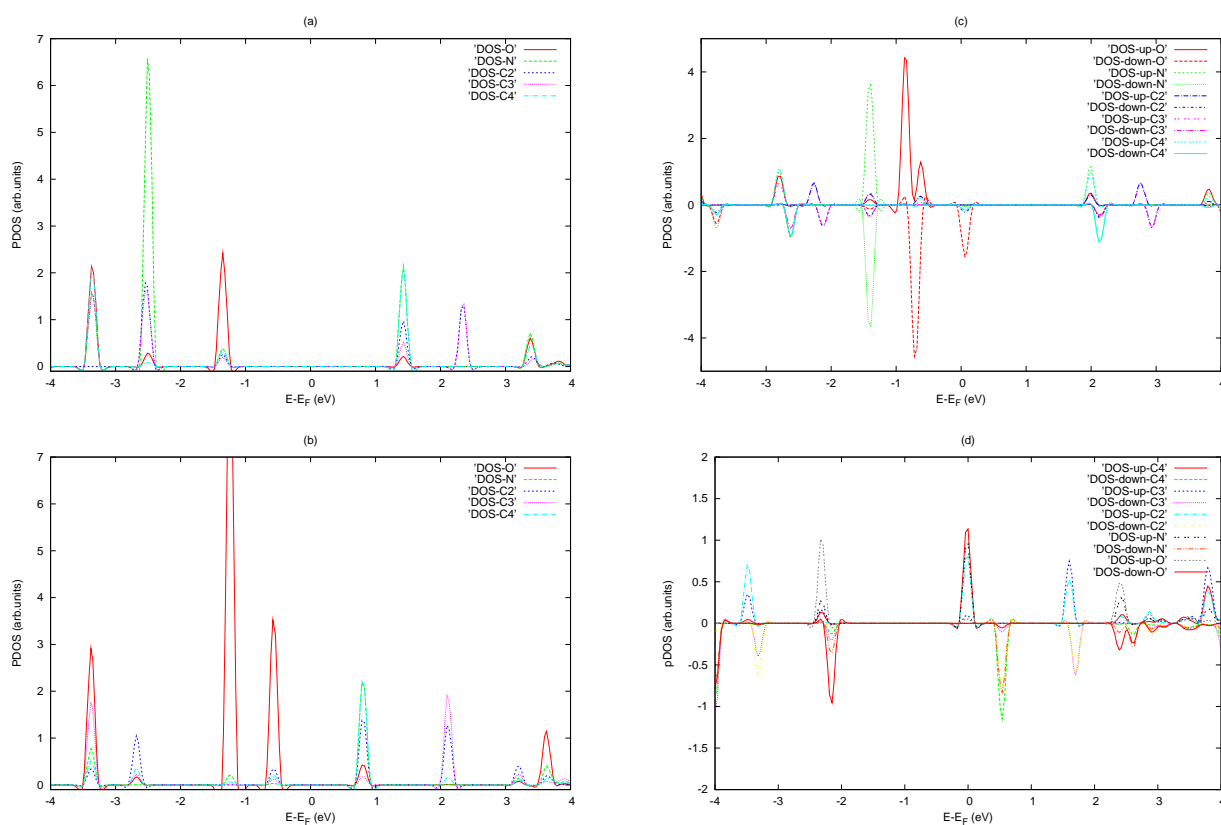 (a)
PDOS (arb.units)
7
6
5
4
3
2
1
0
'DOS-O'
'DOS-N'
'DOS-C2'
'DOS-C3'
'DOS-C4'
-4 -3 -2 -1 0 1 2 3 4
E-E_F (eV)
(c)
PDOS (arb.units)
4
2
0
-2
-4
'DOS-up-O'
'DOS-down-O'
'DOS-up-N'
'DOS-down-N'
'DOS-up-C2'
'DOS-down-C2'
'DOS-up-C3'
'DOS-down-C3'
'DOS-up-C4'
'DOS-down-C4'
-4 -3 -2 -1 0 1 2 3 4
E-E_F (eV)
(b)
PDOS (arb.units)
7
6
5
4
3
2
1
0
'DOS-O'
'DOS-N'
'DOS-C2'
'DOS-C3'
'DOS-C4'
-4 -3 -2 -1 0 1 2 3 4
E-E_F (eV)
(d)
pDOS (arb.units)
2
1.5
1
0.5
0
-0.5
-1
-1.5
-2
'DOS-up-C4'
'DOS-down-C4'
'DOS-up-C3'
'DOS-down-C3'
'DOS-up-C2'
'DOS-down-C2'
'DOS-up-N'
'DOS-down-N'
'DOS-up-O'
'DOS-down-O'
-4 -3 -2 -1 0 1 2 3 4
E-E_F (eV)